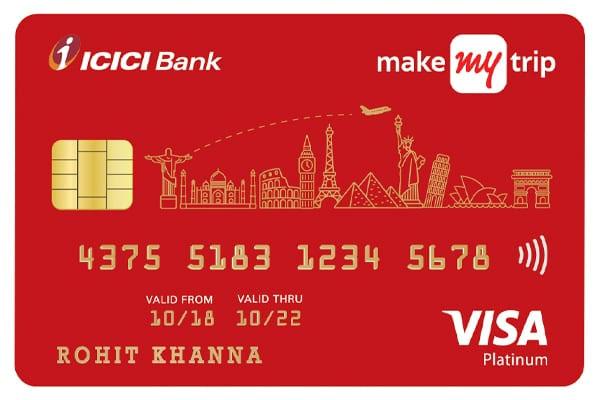 ICICI Bank
make my trip
4375 5183 1234 5678
VALID FROM VALID THRU
10/18 10/22
VISA
Platinum
ROHIT KHANNA